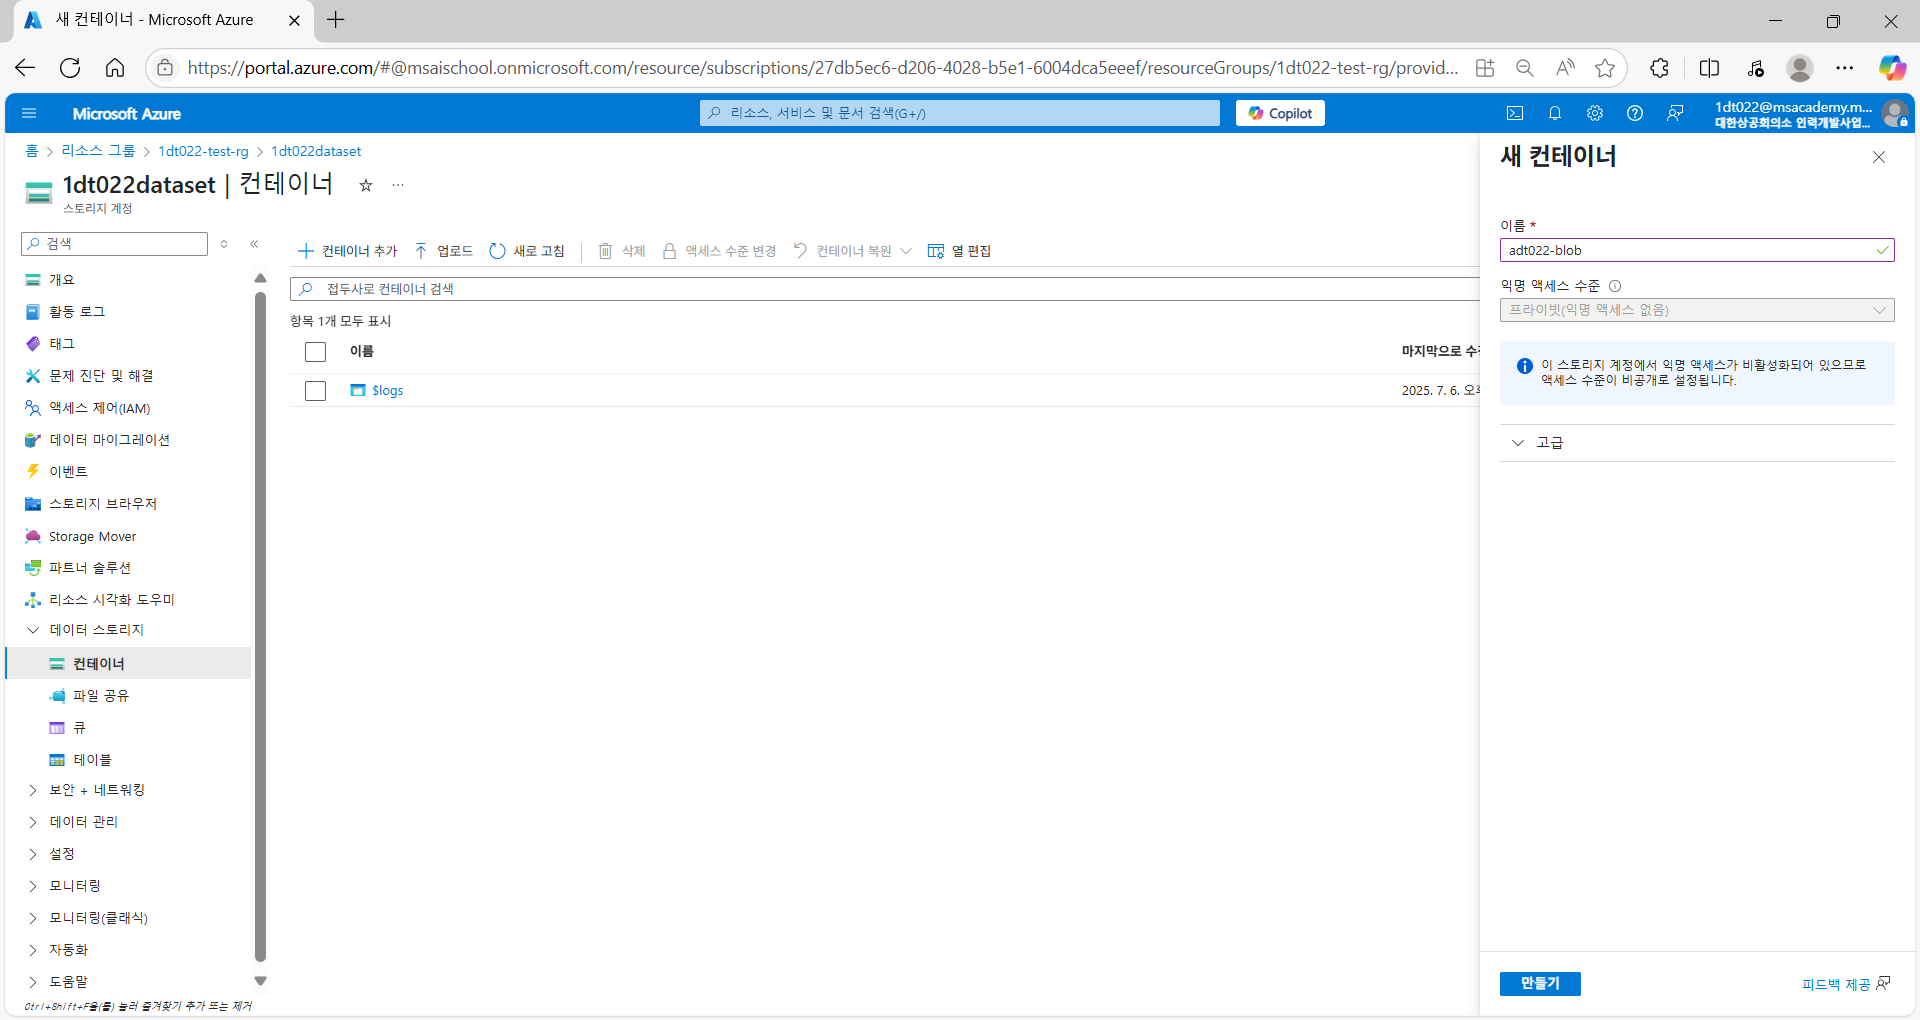 새 컨테이너 - Microsoft Azure
https://portal.azure.com/#@msaischool.onmicrosoft.com/resource/subscriptions/27db5ec6-d206-4028-b5e1-6004dca5eeef/resourceGroups/1dt022-test-rg/provid...
Microsoft Azure
리소스, 서비스 및 문서 검색(G+/)
Copilot
1dt022@msacademy.m...
대한상공회의소 인력개발사업...
홈 > 리소스 그룹 > 1dt022-test-rg > 1dt022dataset
1dt022dataset | 컨테이너
스토리지 계정
검색
개요
활동 로그
태그
문제 진단 및 해결
액세스 제어(IAM)
데이터 마이그레이션
이벤트
스토리지 브라우저
Storage Mover
파트너 솔루션
리소스 시각화 도우미
데이터 스토리지
컨테이너
파일 공유
큐
테이블
보안 + 네트워킹
데이터 관리
설정
모니터링
모니터링(클래식)
자동화
도움말
Ctrl+Shift+F을(를) 눌러 즐겨찾기 추가 또는 제거
컨테이너 추가 업로드 새로 고침 삭제 액세스 수준 변경 컨테이너 복원 열 편집
접두사로 컨테이너 검색
항목 1개 모두 표시
이름 마지막으로 수정
$logs 2025. 7. 6. 오후
새 컨테이너
이름 *
adt022-blob
익명 액세스 수준
프라이빗(익명 액세스 없음)
이 스토리지 계정에서 익명 액세스가 비활성화되어 있으므로
액세스 수준이 비공개로 설정됩니다.
고급
만들기
피드백 제공